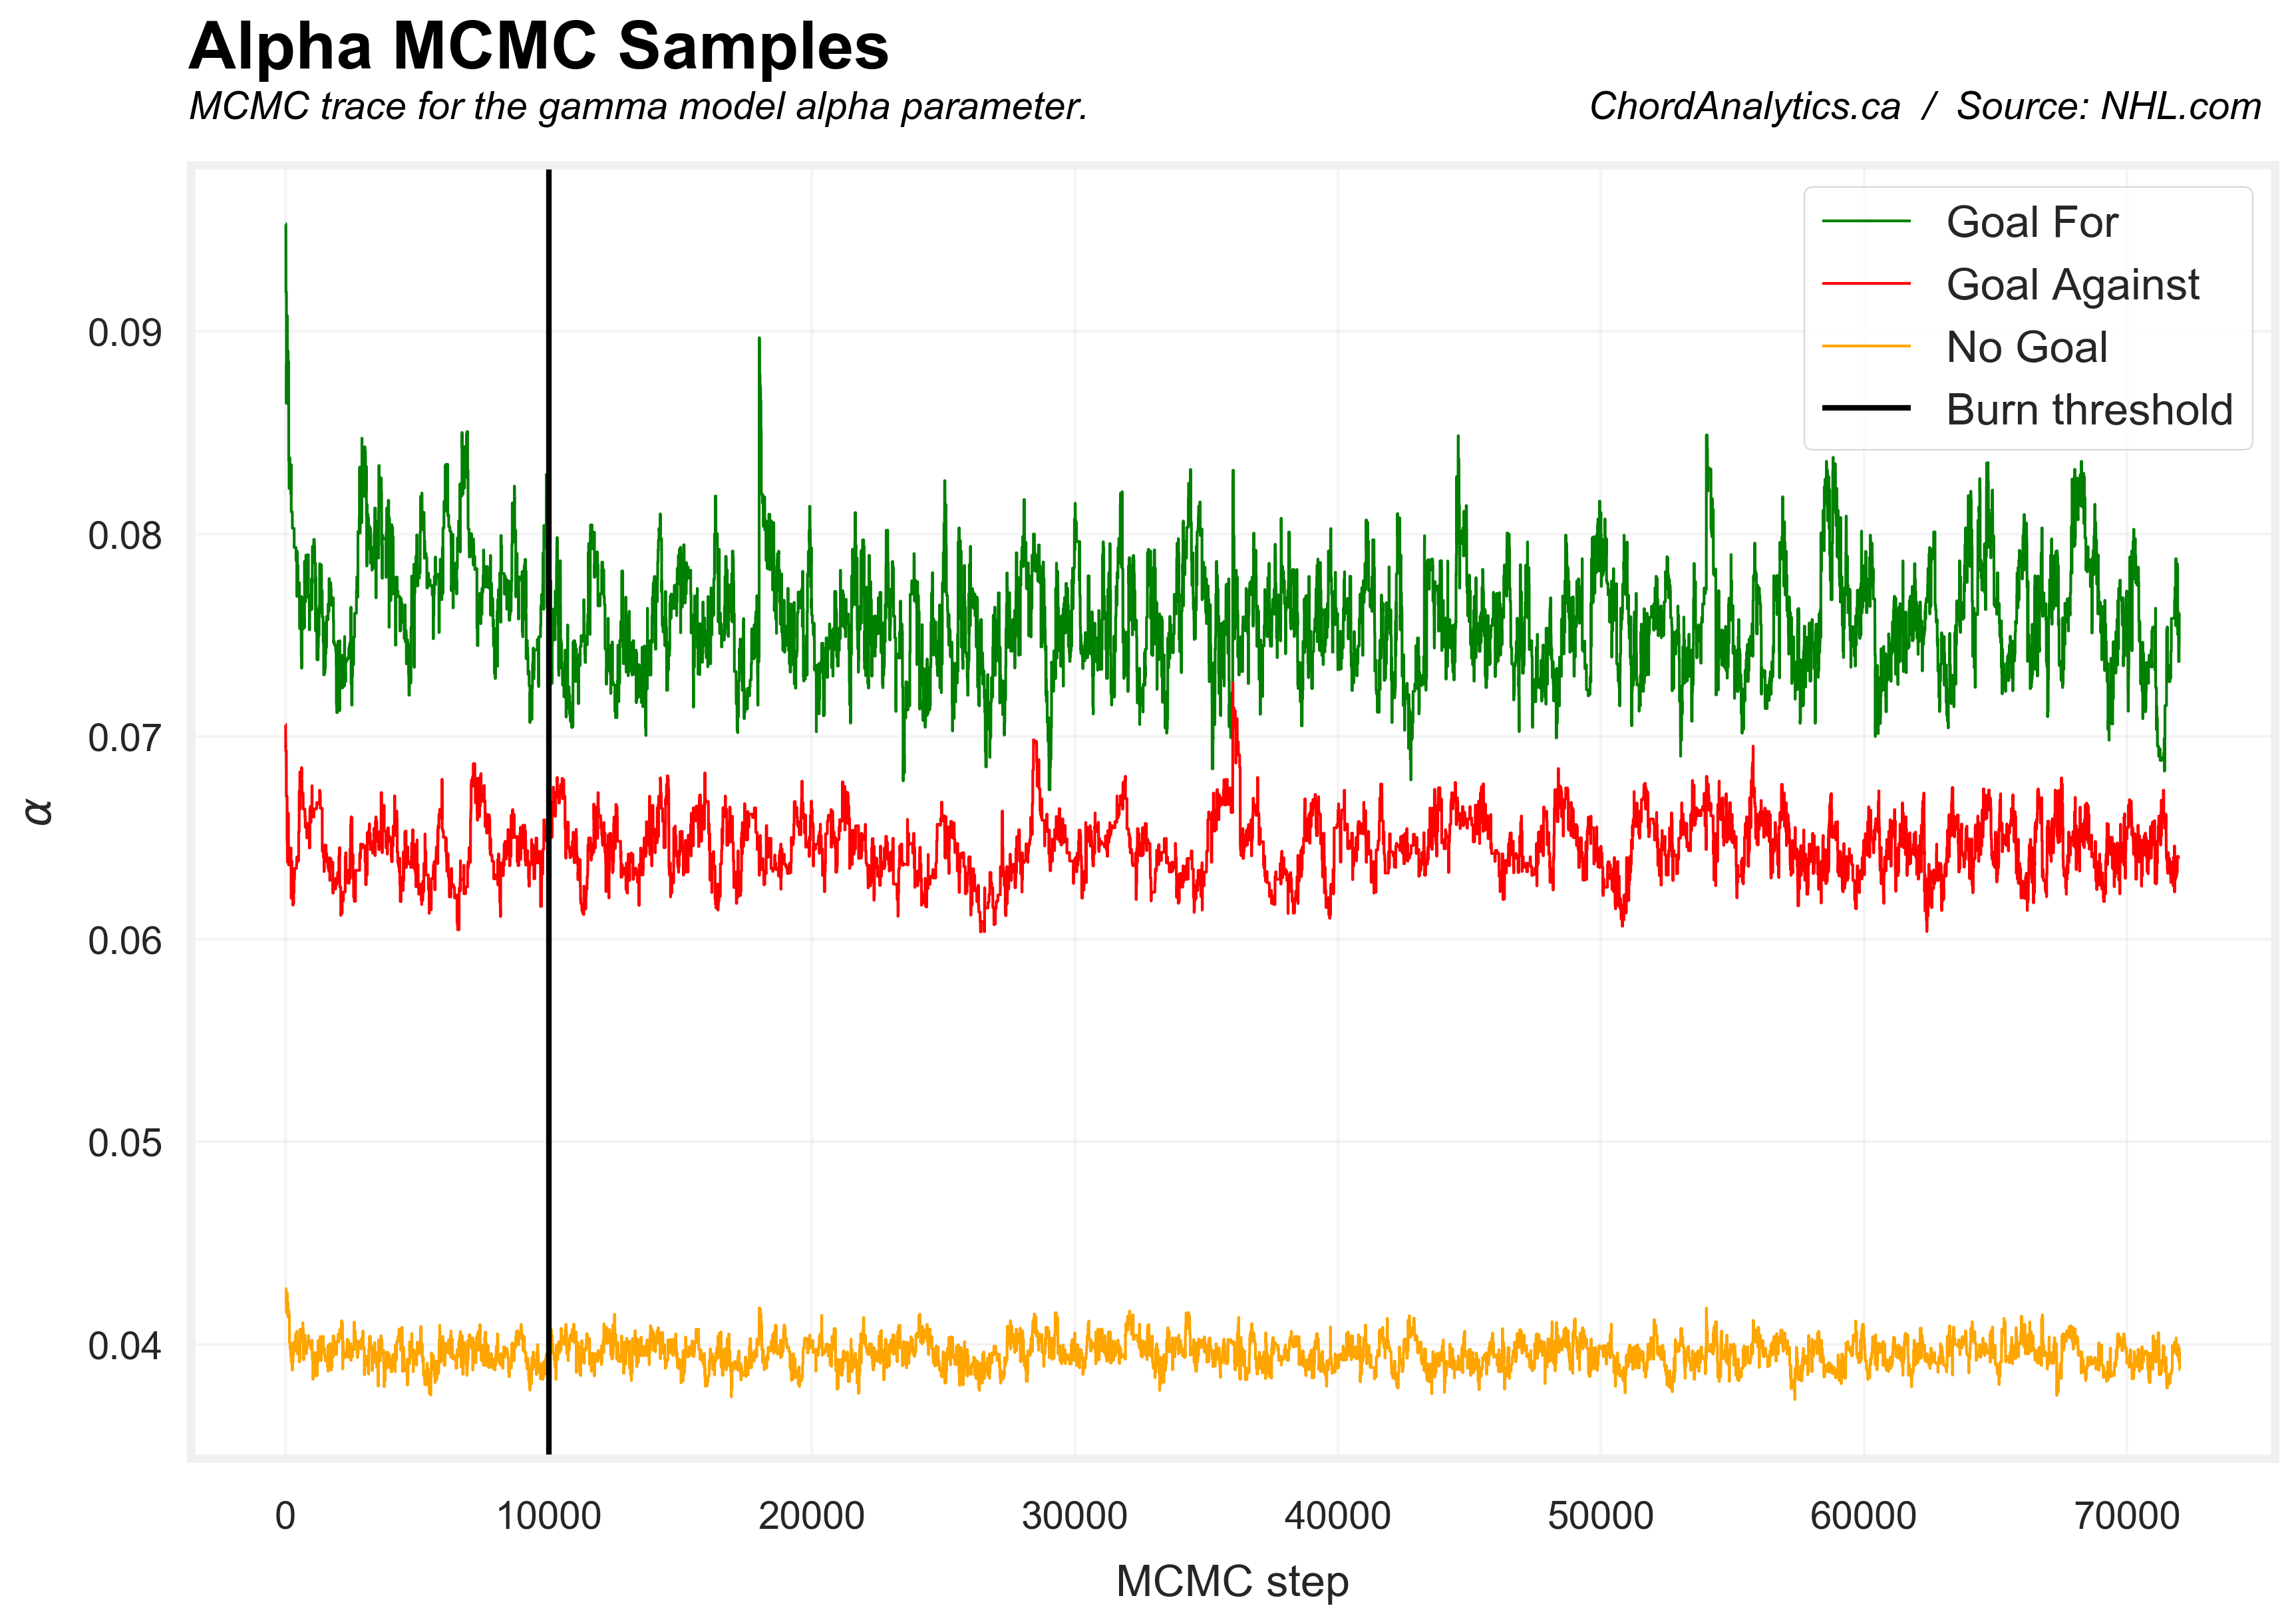 Alpha MCMC Samples
MCMC trace for the gamma model alpha parameter.
ChordAnalytics.ca / Source: NHL.com
Goal For
Goal Against
No Goal
Burn threshold
0.09
0.08
0.07
0.06
0.05
0.04
α
0 10000 20000 30000 40000 50000 60000 70000
MCMC step